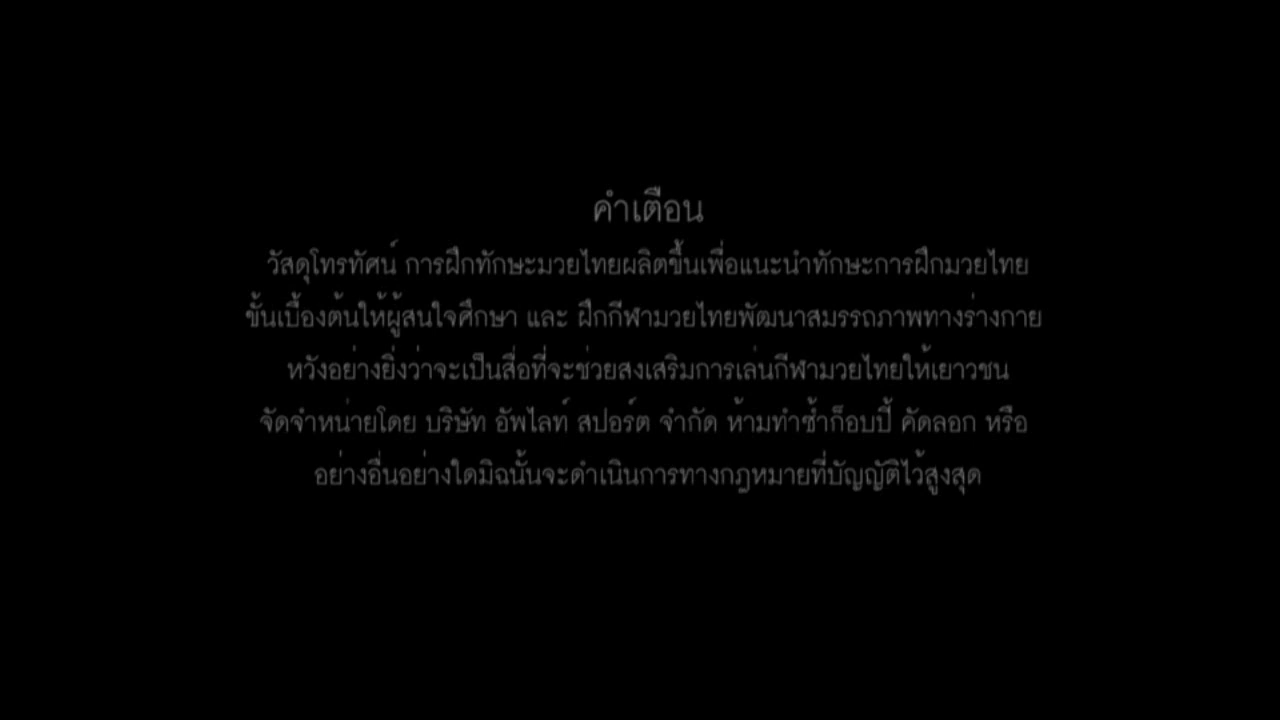 คำเตือน
วัสดุโทรทัศน์ การฝึกทักษะมวยไทยผลิตขึ้นเพื่อแนะนำทักษะการฝึกมวยไทย
ขั้นเบื้องต้นให้ผู้สนใจศึกษา และ ฝึกกีฬามวยไทยพัฒนาสมรรถภาพทางร่างกาย
หวังอย่างยิ่งว่าจะเป็นสื่อที่จะช่วยสงเสริมการเล่นกีฬามวยไทยให้เยาวชน
จัดจำหน่ายโดย บริษัท อัพไลท์ สปอร์ต จำกัด ห้ามทำซ้ำก็อบปี้ คัดลอก หรือ
อย่างอื่นอย่างใดมิฉนั้นจะดำเนินการทางกฎหมายที่บัญญัติไว้สูงสุด